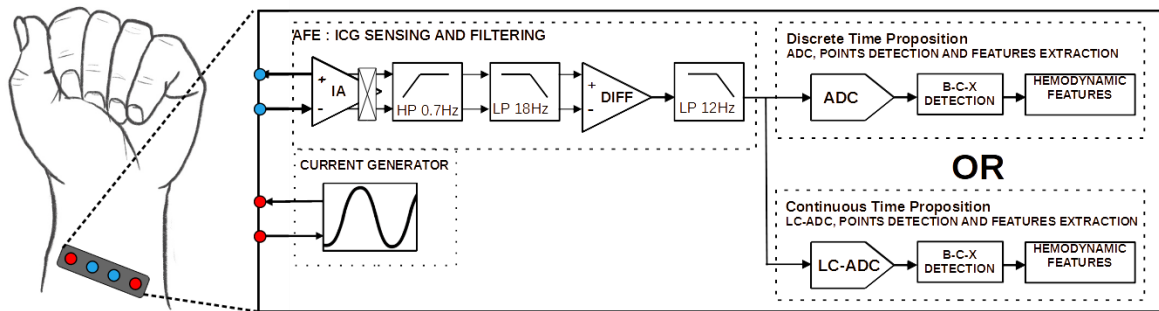 AFE : ICG SENSING AND FILTERING
+
IA
-
HP 0.7Hz
LP 18Hz
+
DIFF
-
LP 12Hz
CURRENT GENERATOR
Discrete Time Proposition
ADC, POINTS DETECTION AND FEATURES EXTRACTION
ADC
B-C-X
DETECTION
HEMODYNAMIC
FEATURES
OR
Continuous Time Proposition
LC-ADC, POINTS DETECTION AND FEATURES EXTRACTION
LC-ADC
B-C-X
DETECTION
HEMODYNAMIC
FEATURES